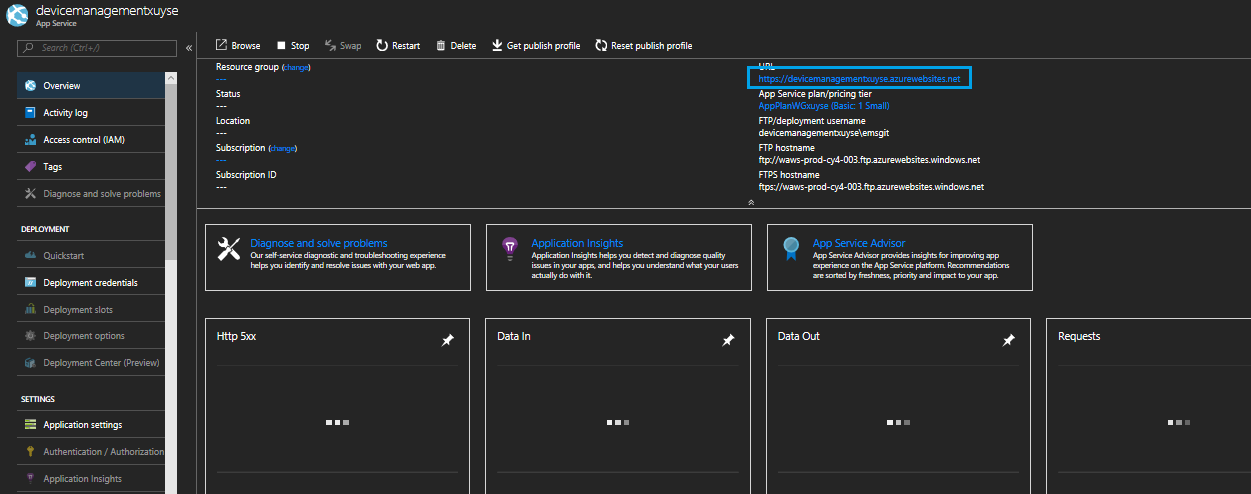 devicemanagementxuyse
App Service
Search (Ctrl+/)
«
Overview
Activity log
Access control (IAM)
Tags
Diagnose and solve problems
DEPLOYMENT
Quickstart
Deployment credentials
Deployment slots
Deployment options
Deployment Center (Preview)
SETTINGS
Application settings
Authentication / Authorization
Application Insights
Browse
Stop
Swap
Restart
Delete
Get publish profile
Reset publish profile
Resource group (change)
---
Status
---
Location
---
Subscription (change)
---
Subscription ID
---
URL
https://devicemanagementxuyse.azurewebsites.net
App Service plan/pricing tier
AppPlanWGxuyse (Basic: 1 Small)
FTP/deployment username
devicemanagementxuyse\emsgit
FTP hostname
ftp://waws-prod-cy4-003.ftp.azurewebsites.windows.net
FTPS hostname
ftps://waws-prod-cy4-003.ftp.azurewebsites.windows.net
Diagnose and solve problems
Our self-service diagnostic and troubleshooting experience
helps you identify and resolve issues with your web app.
Application Insights
Application Insights helps you detect and diagnose quality
issues in your apps, and helps you understand what your users
actually do with it.
App Service Advisor
App Service Advisor provides insights for improving app
experience on the App Service platform. Recommendations
are sorted by freshness, priority and impact to your app.
Http 5xx
Data In
Data Out
Requests